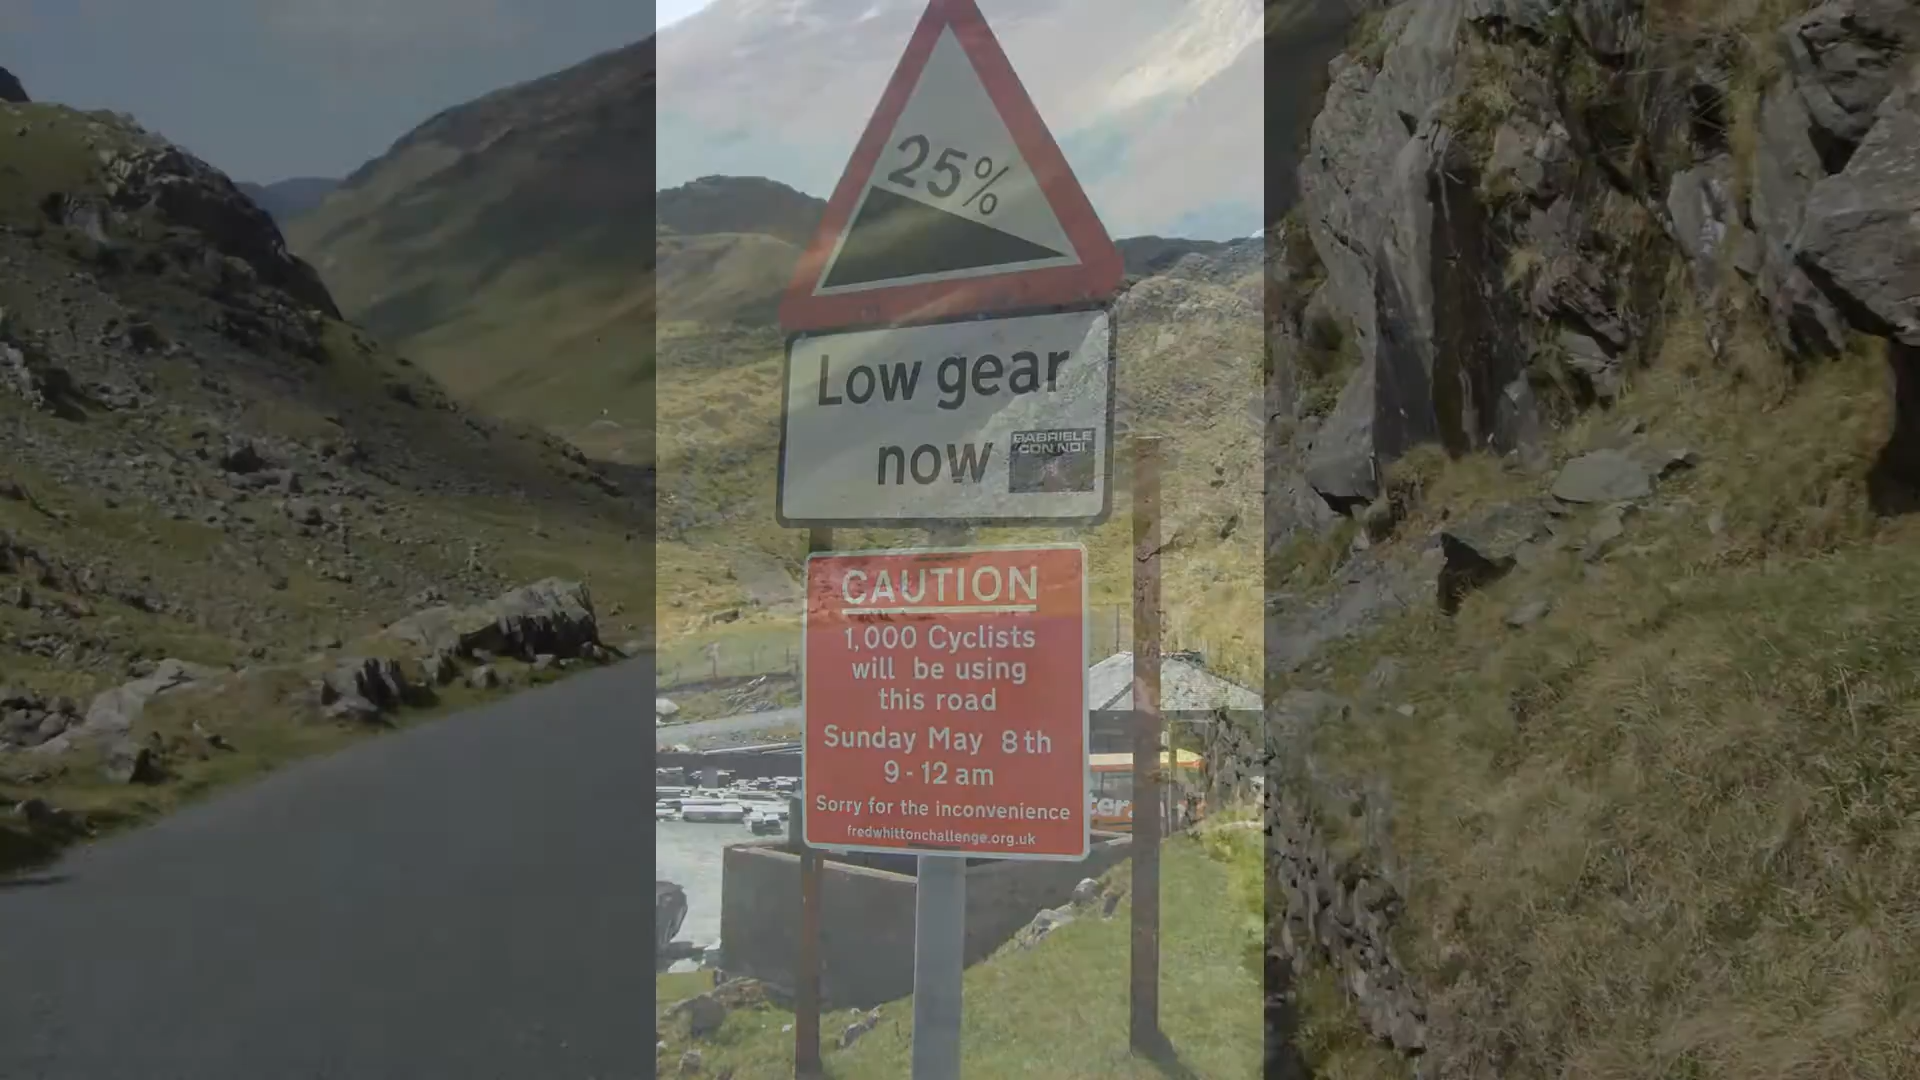 25%
Low gear
now
GABRIELE
CON NOI
CAUTION
1,000 Cyclists
will be using
this road
Sunday May 8th
9 - 12 am
Sorry for the inconvenience
fredwhittonchallenge.org.uk
ter